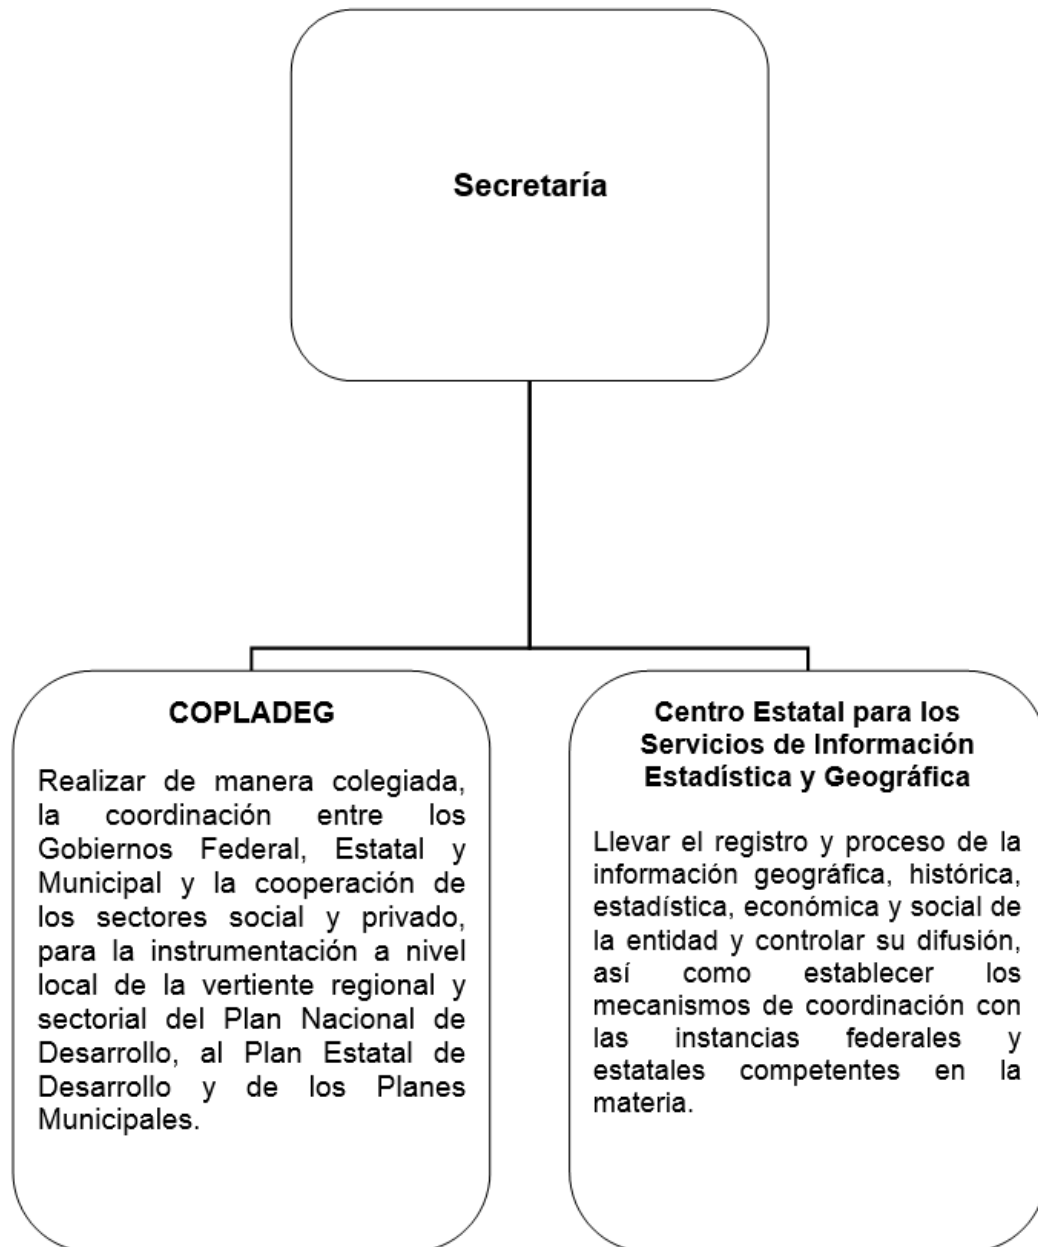 Secretaría
COPLADEG
Realizar de manera colegiada,
la coordinación entre los
Gobiernos Federal, Estatal y
Municipal y la cooperación de
los sectores social y privado,
para la instrumentación a nivel
local de la vertiente regional y
sectorial del Plan Nacional de
Desarrollo, al Plan Estatal de
Desarrollo y de los Planes
Municipales.
Centro Estatal para los
Servicios de Información
Estadística y Geográfica
Llevar el registro y proceso de la
información geográfica, histórica,
estadística, económica y social de
la entidad y controlar su difusión,
así como establecer los
mecanismos de coordinación con
las instancias federales y
estatales competentes en la
materia.